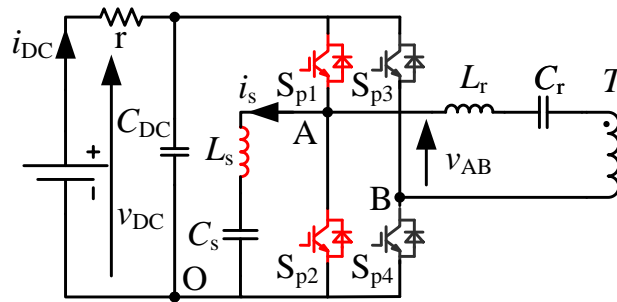 i_DC
r
S_p1
S_p3
C_DC
i_s
A
L_r
C_r
T
L_s
v_AB
+
B
v_DC
C_s
O
S_p2
S_p4